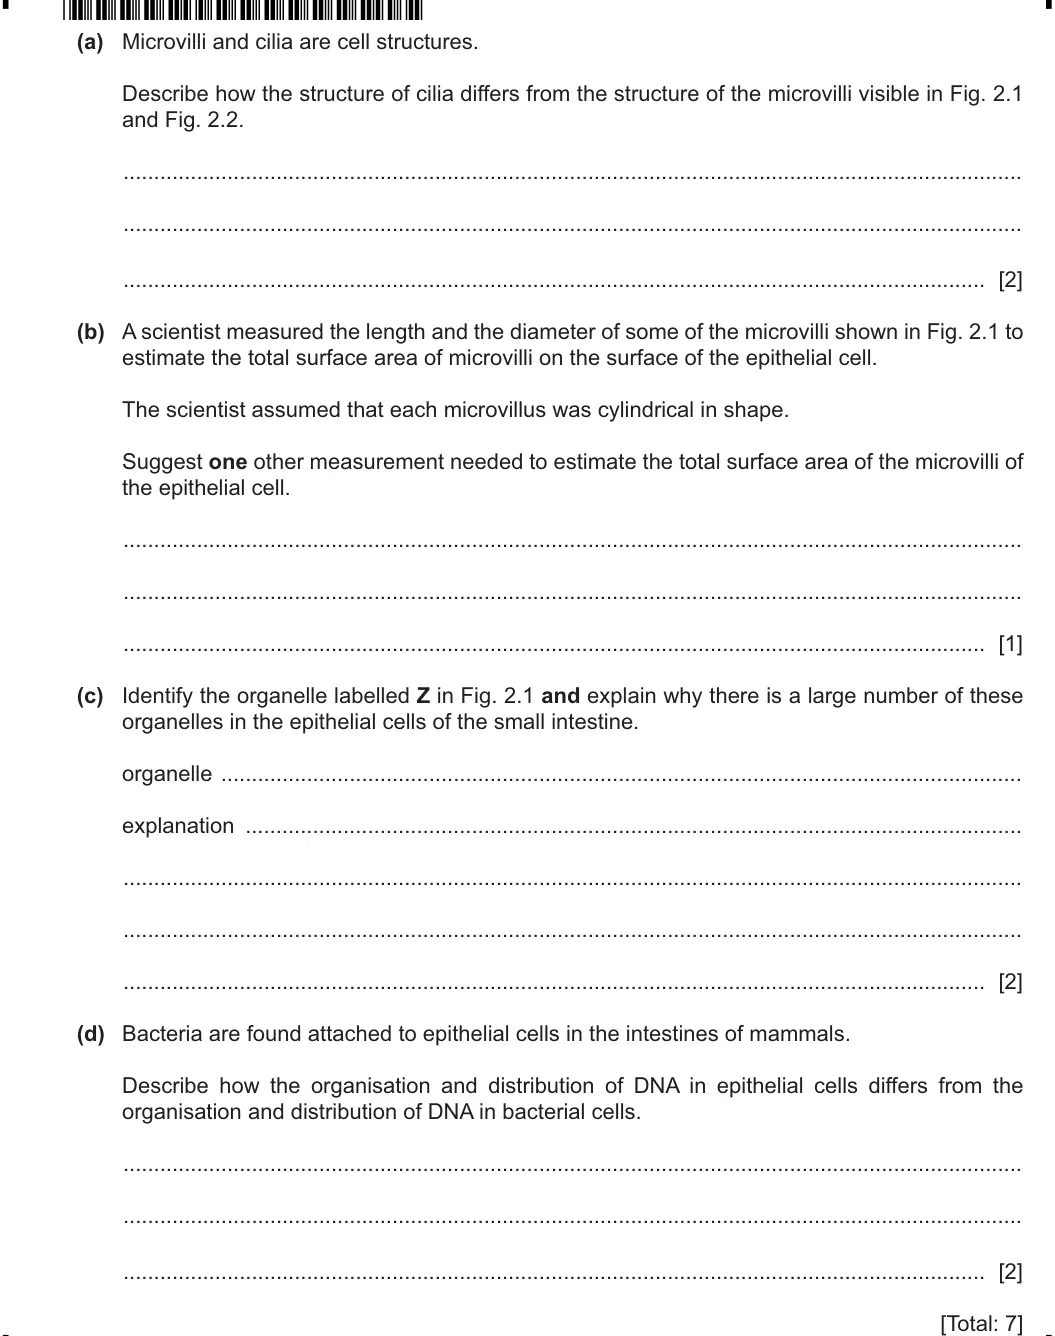 (a) Microvilli and cilia are cell structures.
Describe how the structure of cilia differs from the structure of the microvilli visible in Fig. 2.1
and Fig. 2.2.
[2]
(b) A scientist measured the length and the diameter of some of the microvilli shown in Fig. 2.1 to
estimate the total surface area of microvilli on the surface of the epithelial cell.
The scientist assumed that each microvillus was cylindrical in shape.
Suggest one other measurement needed to estimate the total surface area of the microvilli of
the epithelial cell.
[1]
(c) Identify the organelle labelled Z in Fig. 2.1 and explain why there is a large number of these
organelles in the epithelial cells of the small intestine.
organelle
explanation
[2]
(d) Bacteria are found attached to epithelial cells in the intestines of mammals.
Describe how the organisation and distribution of DNA in epithelial cells differs from the
organisation and distribution of DNA in bacterial cells.
[2]
[Total: 7]